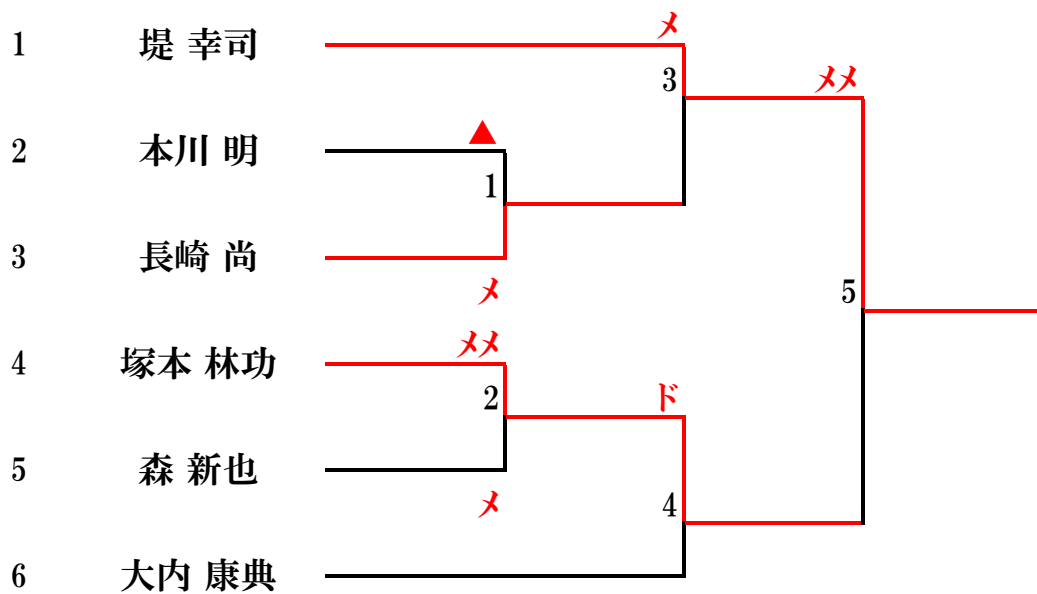 メ
1 堤 幸司
3 メメ
▲
2 本川 明
1
3 長崎 尚
メ
5
メメ
4 塚本 林功
2 ド
5 森 新也
メ
4
6 大内 康典